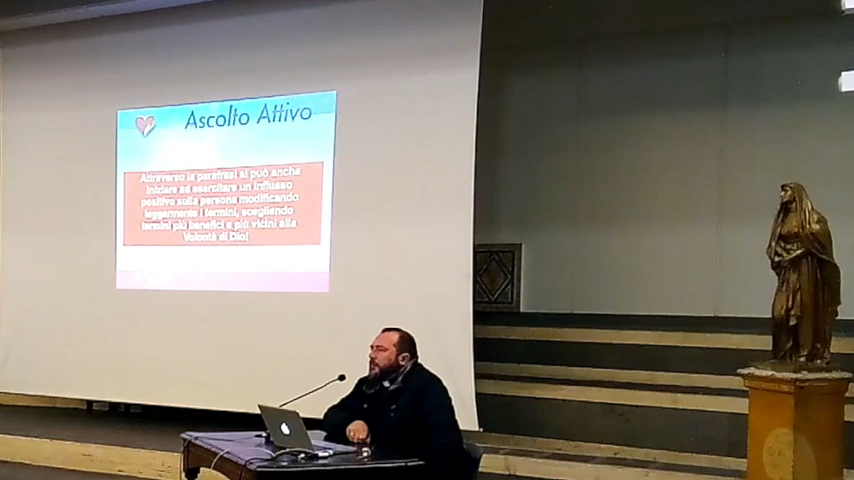 Ascolto Attivo
Attraverso la parafrasi si può anche
iniziare ad esercitare un influsso
positivo sulla persona modificando
leggermente i termini, scegliendo
termini più benefici e più vicini alla
Volontà di Dio!